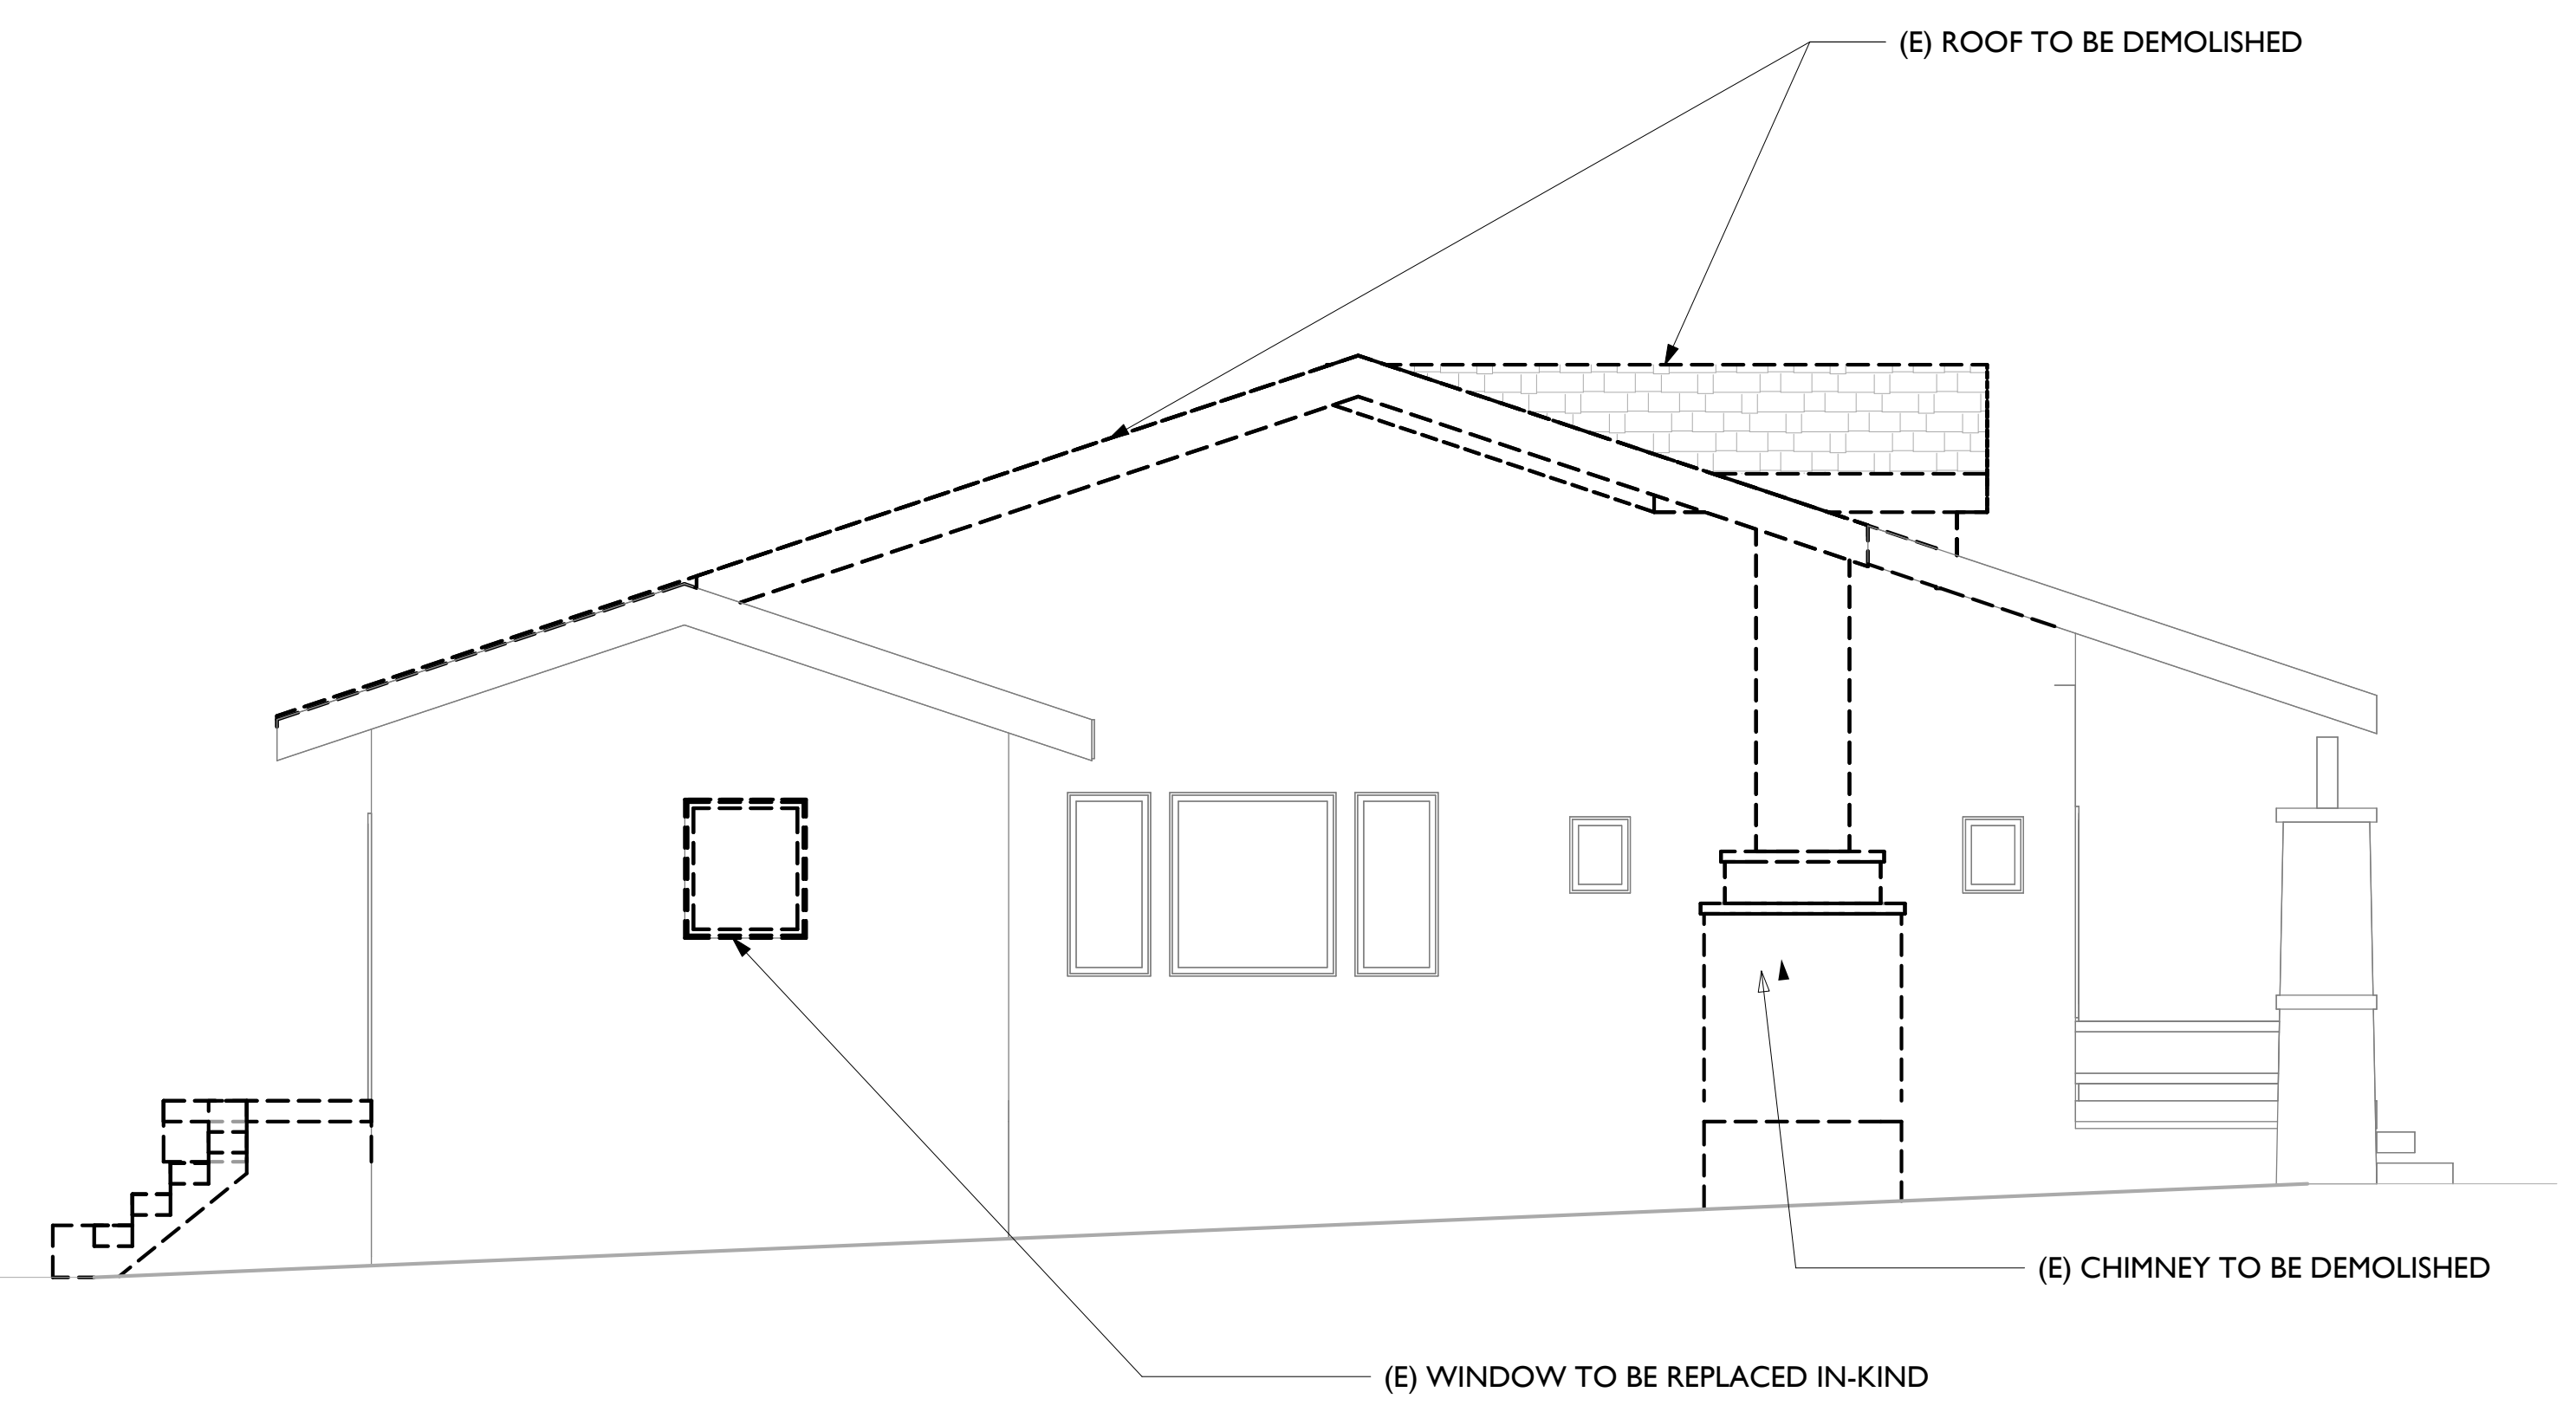 (E) ROOF TO BE DEMOLISHED
(E) CHIMNEY TO BE DEMOLISHED
(E) WINDOW TO BE REPLACED IN-KIND